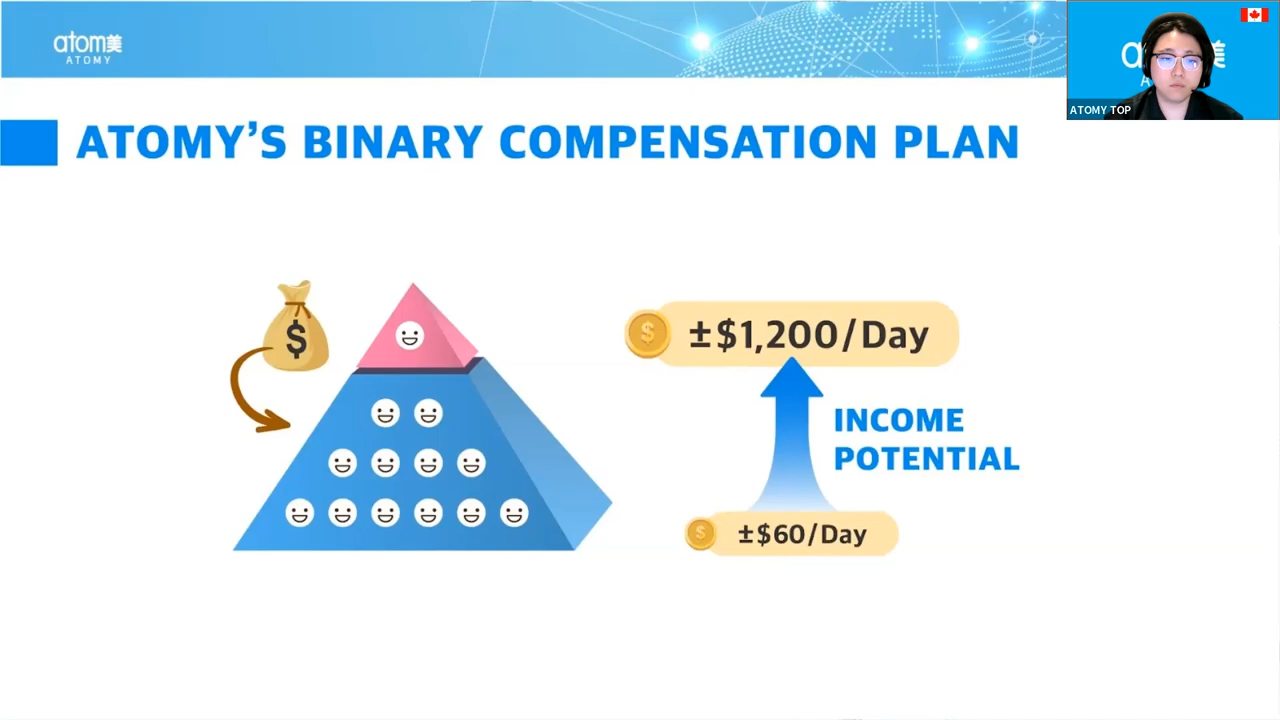 atom美
ATOMY
ATOMY TOP
ATOMY'S BINARY COMPENSATION PLAN
$
$
±$1,200/Day
INCOME
POTENTIAL
$
±$60/Day